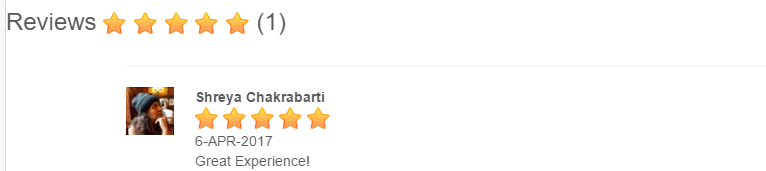 Reviews (1)
Shreya Chakrabarti
6-APR-2017
Great Experience!